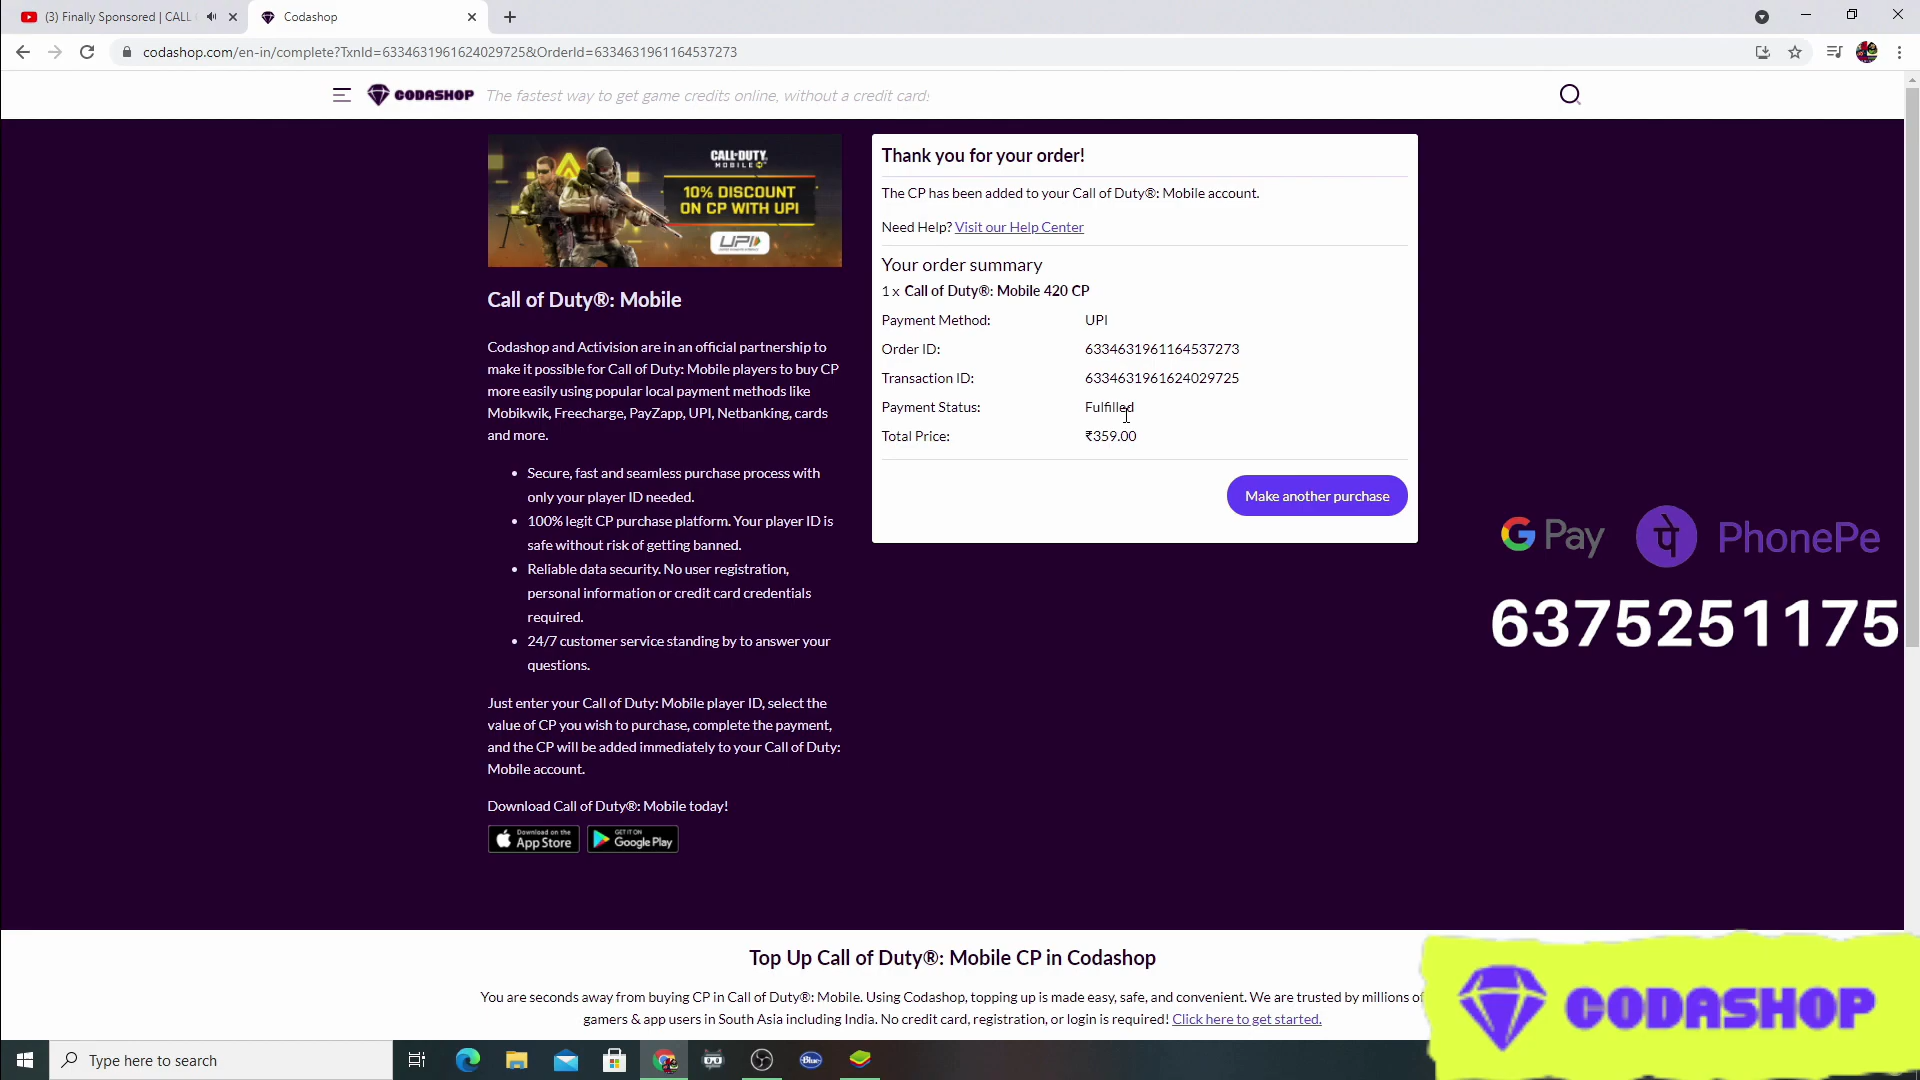 (3) Finally Sponsored | CALL
Codashop
codashop.com/en-in/complete?TxnId=6334631961624029725&OrderId=6334631961164537273
CODASHOP
The fastest way to get game credits online, without a credit card!
CALL·DUTY
MOBILE
10% DISCOUNT
ON CP WITH UPI
UPI
Call of Duty®: Mobile
Codashop and Activision are in an official partnership to
make it possible for Call of Duty: Mobile players to buy CP
more easily using popular local payment methods like
Mobikwik, Freecharge, PayZapp, UPI, Netbanking, cards
and more.
• Secure, fast and seamless purchase process with
only your player ID needed.
• 100% legit CP purchase platform. Your player ID is
safe without risk of getting banned.
• Reliable data security. No user registration,
personal information or credit card credentials
required.
• 24/7 customer service standing by to answer your
questions.
Just enter your Call of Duty: Mobile player ID, select the
value of CP you wish to purchase, complete the payment,
and the CP will be added immediately to your Call of Duty:
Mobile account.
Download Call of Duty®: Mobile today!
Download on the
App Store
GET IT ON
Google Play
Thank you for your order!
The CP has been added to your Call of Duty®: Mobile account.
Need Help? Visit our Help Center
Your order summary
1 x Call of Duty®: Mobile 420 CP
Payment Method: UPI
Order ID: 6334631961164537273
Transaction ID: 6334631961624029725
Payment Status: Fulfilled
Total Price: ₹359.00
Make another purchase
G Pay पे PhonePe
6375251175
Top Up Call of Duty®: Mobile CP in Codashop
You are seconds away from buying CP in Call of Duty®: Mobile. Using Codashop, topping up is made easy, safe, and convenient. We are trusted by millions of
gamers & app users in South Asia including India. No credit card, registration, or login is required! Click here to get started.
CODASHOP
Type here to search
Blue